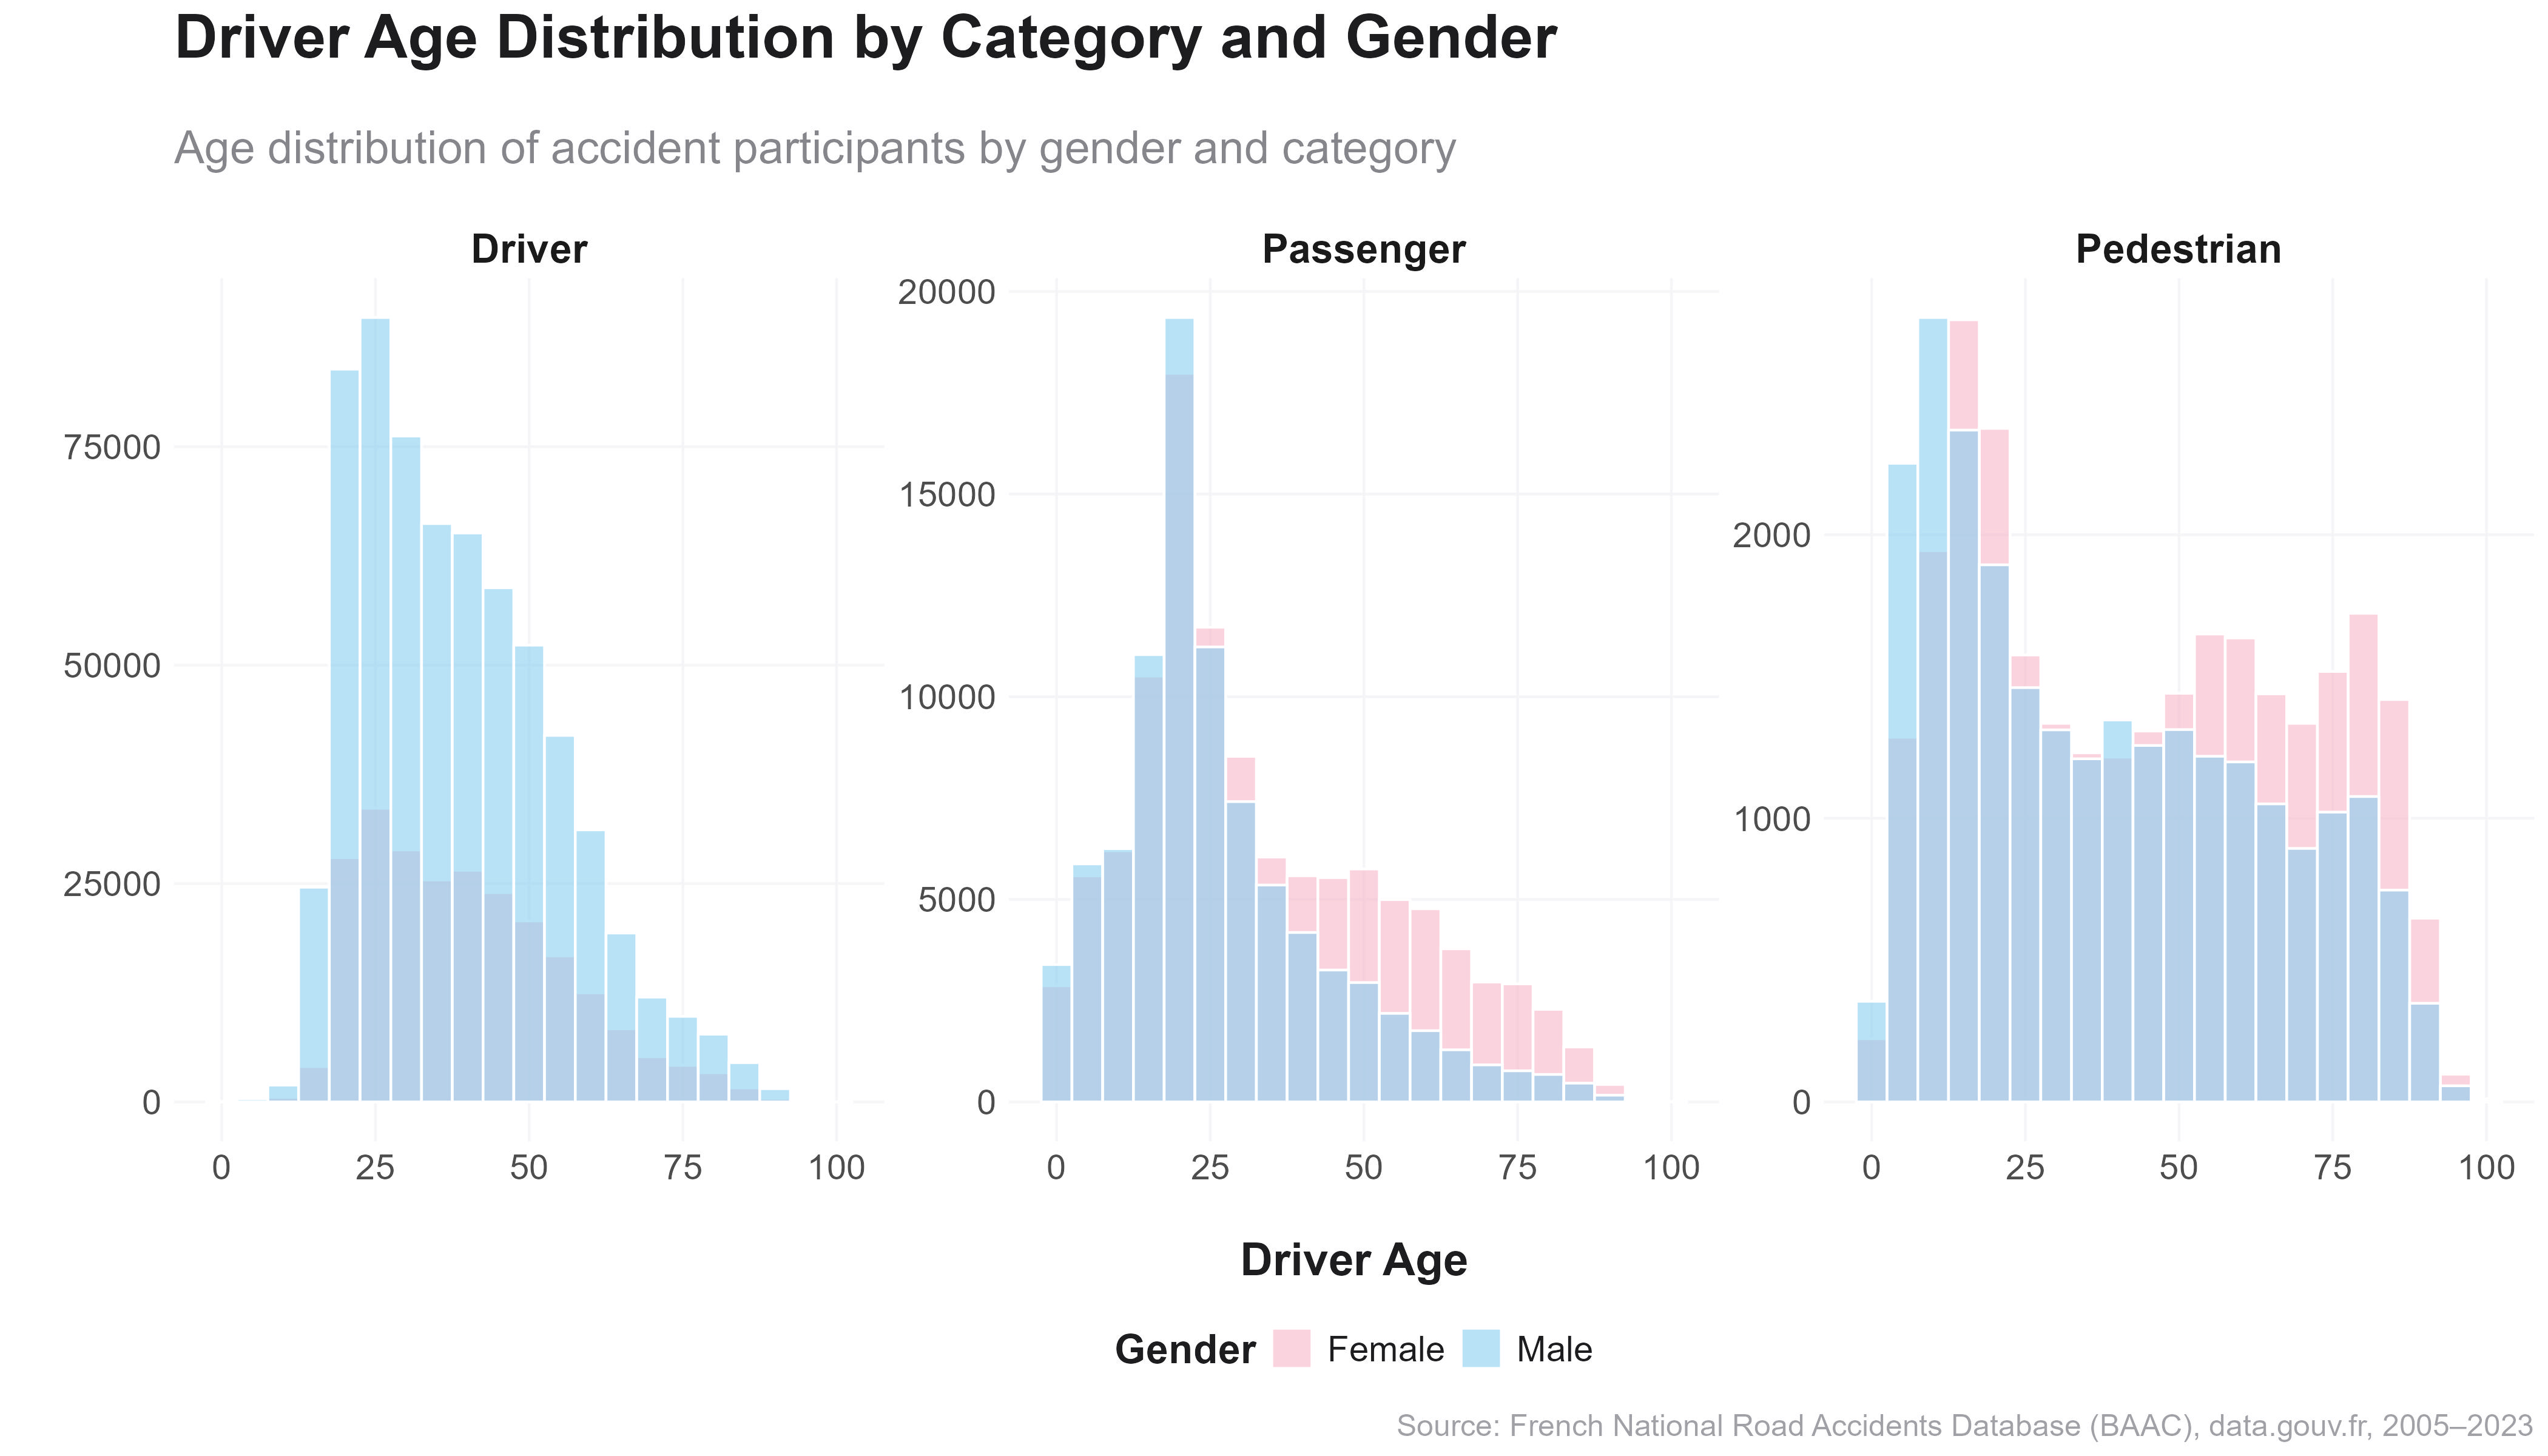 Driver Age Distribution by Category and Gender
Age distribution of accident participants by gender and category
Driver
Passenger
Pedestrian
75000
50000
25000
0
20000
15000
10000
5000
0
2000
1000
0
0 25 50 75 100
0 25 50 75 100
0 25 50 75 100
Driver Age
Gender Female Male
Source: French National Road Accidents Database (BAAC), data.gouv.fr, 2005–2023